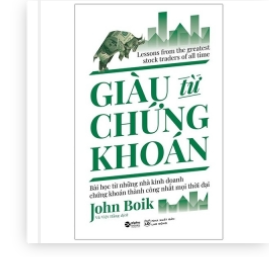 Lessons from the greatest
stock traders of all time
GIÀU từ
CHỨNG
KHOÁN
Bài học từ những nhà kinh doanh
chứng khoán thành công nhất mọi thời đại
John Boik